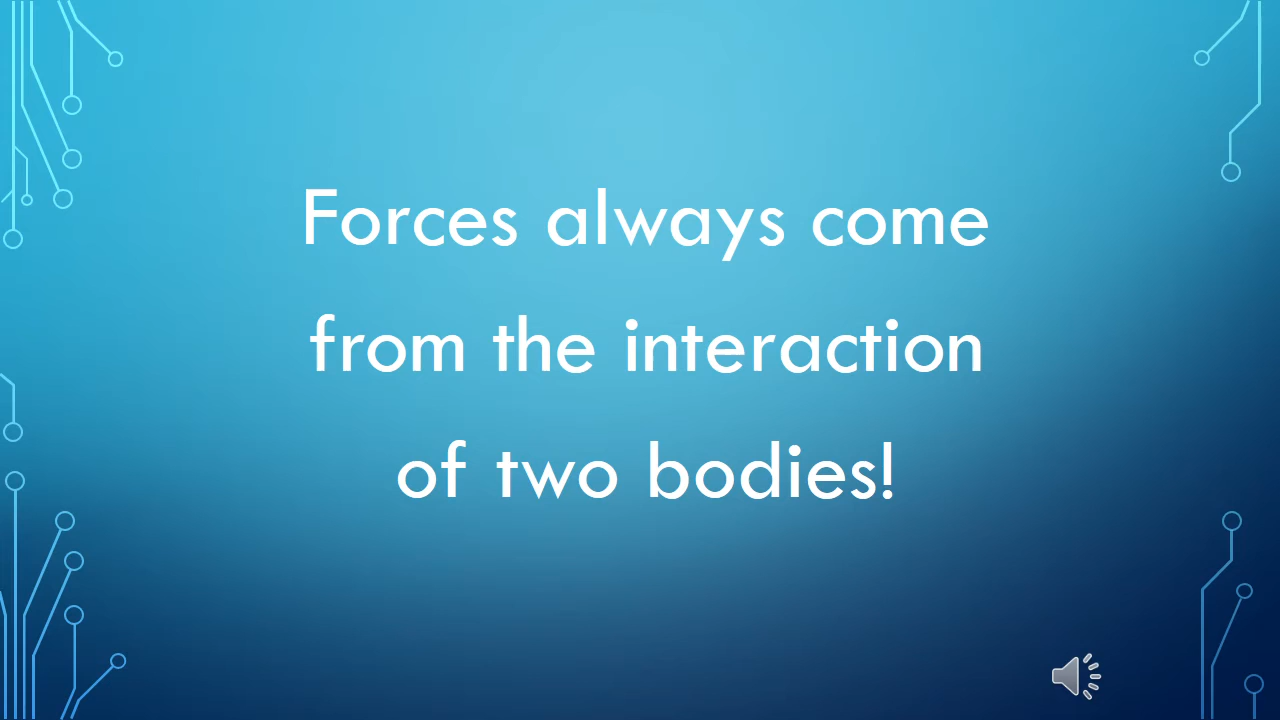 Forces always come
from the interaction
of two bodies!